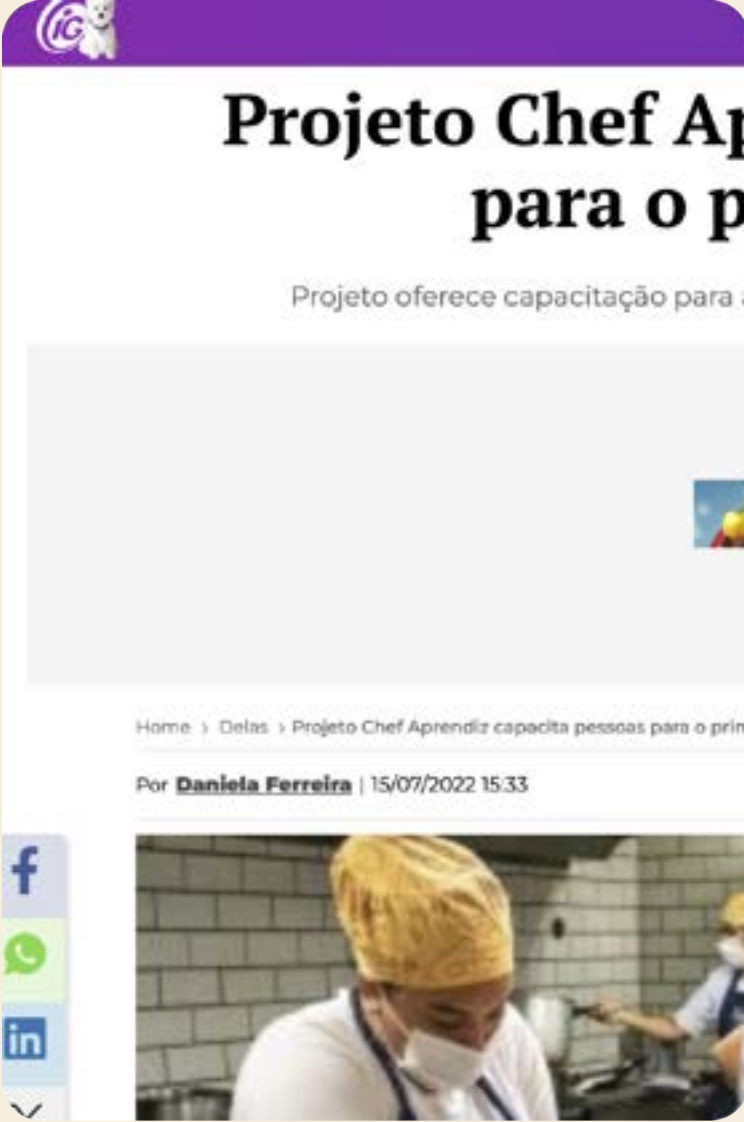 iG
Projeto Chef Ap
para o p
Projeto oferece capacitação para
Home > Delas > Projeto Chef Aprendiz capacita pessoas para o prin
Por Daniela Ferreira | 15/07/2022 15:33
f
in